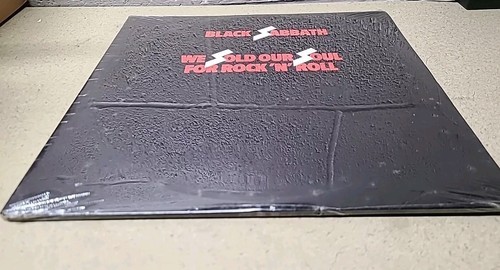 BLACK SABBATH
WE SOLD OUR SOUL
FOR ROCK 'N' ROLL